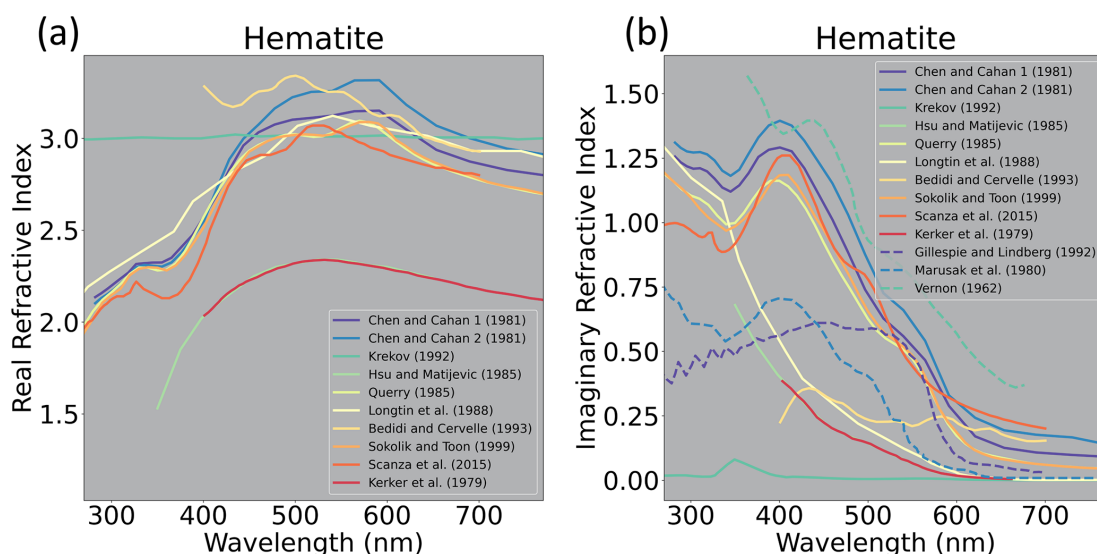 (a)
Hematite
Real Refractive Index
3.0
2.5
2.0
1.5
Chen and Cahan 1 (1981)
Chen and Cahan 2 (1981)
Krekov (1992)
Hsu and Matijevic (1985)
Querry (1985)
Longtin et al. (1988)
Bedidi and Cervelle (1993)
Sokolik and Toon (1999)
Scanza et al. (2015)
Kerker et al. (1979)
300 400 500 600 700
Wavelength (nm)
(b)
Hematite
Imaginary Refractive Index
1.50
1.25
1.00
0.75
0.50
0.25
0.00
Chen and Cahan 1 (1981)
Chen and Cahan 2 (1981)
Krekov (1992)
Hsu and Matijevic (1985)
Querry (1985)
Longtin et al. (1988)
Bedidi and Cervelle (1993)
Sokolik and Toon (1999)
Scanza et al. (2015)
Kerker et al. (1979)
Gillespie and Lindberg (1992)
Marusak et al. (1980)
Vernon (1962)
300 400 500 600 700
Wavelength (nm)